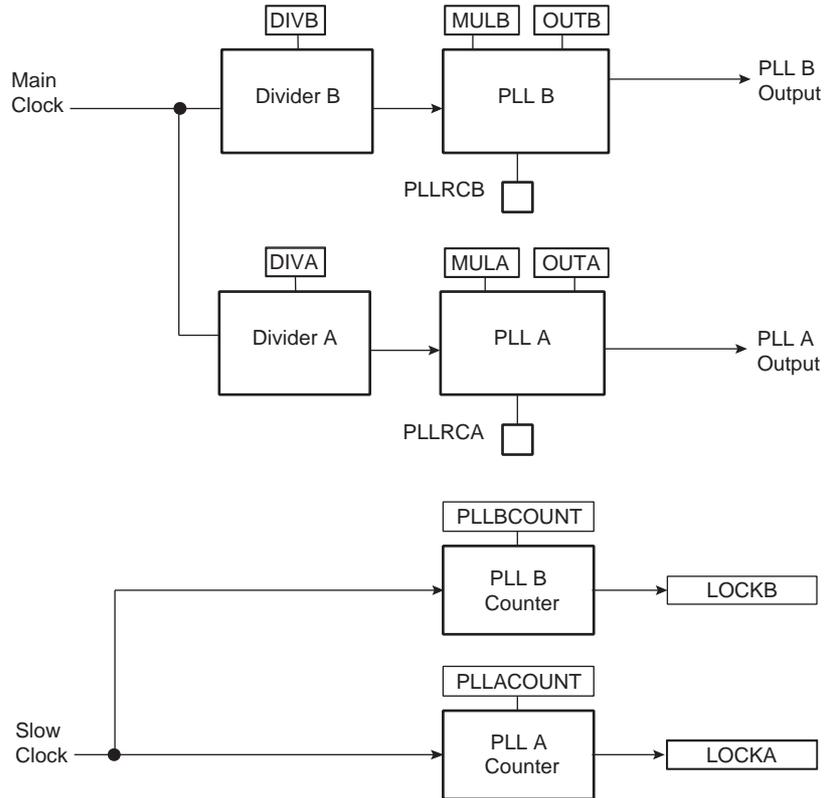 DIVB
MULB
OUTB
Main
Clock
Divider B
PLL B
PLL B
Output
PLLRCB
DIVA
MULA
OUTA
Divider A
PLL A
PLL A
Output
PLLRCA
PLLBCOUNT
PLL B
Counter
LOCKB
PLLACOUNT
Slow
Clock
PLL A
Counter
LOCKA